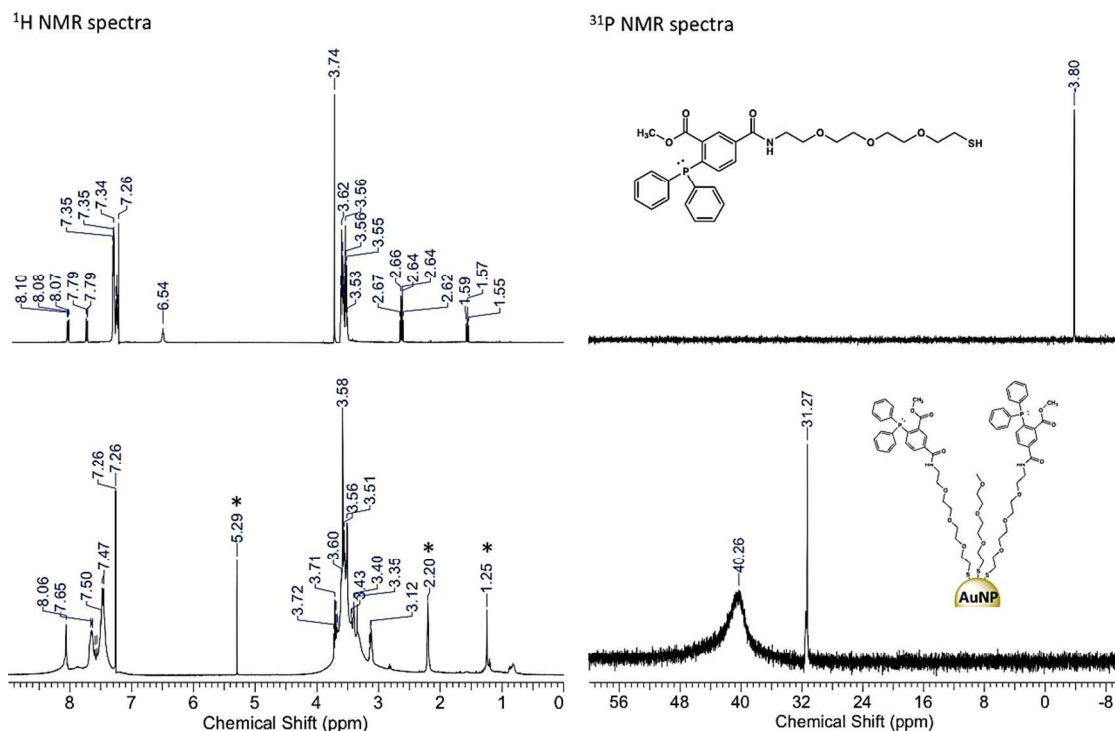 ¹H NMR spectra
³¹P NMR spectra
3.74
7.35
7.35
7.34
7.26
8.10
8.08
8.07
7.79
7.79
6.54
3.62
3.56
3.56
3.55
3.53
2.67
2.66
2.64
2.64
2.62
1.59
1.57
1.55
-3.80
O
H₃C
O
O
N
H
O
O
O
SH
P
3.58
7.26
7.26
5.29 *
3.56
3.51
3.60
3.71
3.72
3.43
3.40
3.35
3.12
2.20 *
1.25 *
8.06
7.65
7.50
7.47
40.26
31.27
CH₃
O
O
P
O
NH
O
O
O
S
O
O
O
S
P
O
CH₃
O
O
NH
O
O
O
S
AuNP
8 7 6 5 4 3 2 1 0
Chemical Shift (ppm)
56 48 40 32 24 16 8 0 -8
Chemical Shift (ppm)